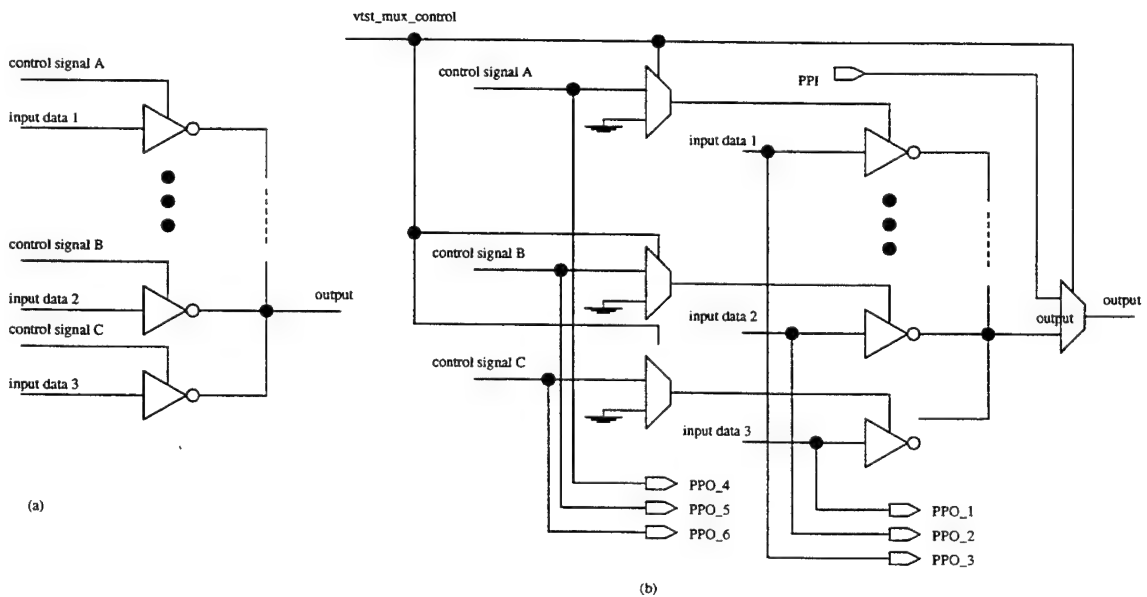 control signal A
input data 1
control signal B
input data 2
control signal C
input data 3
output
(a)
vtst_mux_control
control signal A
PPI
input data 1
control signal B
input data 2
output
output
control signal C
input data 3
PPO_4
PPO_5
PPO_6
PPO_1
PPO_2
PPO_3
(b)